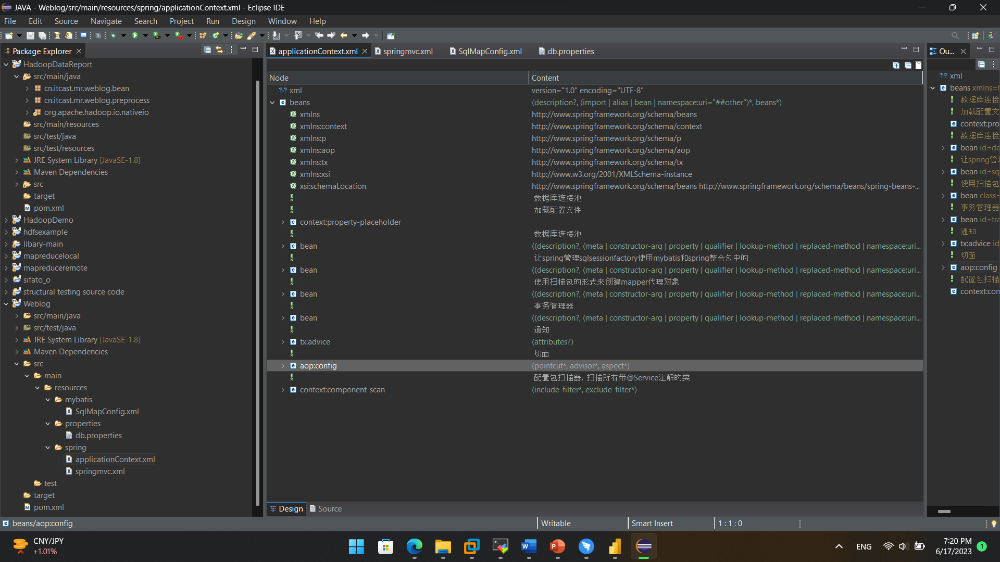 JAVA - Weblog/src/main/resources/spring/applicationContext.xml - Eclipse IDE
File Edit Source Navigate Search Project Run Design Window Help
Package Explorer
HadoopDataReport
src/main/java
cn.itcast.mr.weblog.bean
cn.itcast.mr.weblog.preprocess
org.apache.hadoop.io.nativeio
src/main/resources
src/test/java
src/test/resources
JRE System Library [JavaSE-1.8]
Maven Dependencies
src
target
pom.xml
HadoopDemo
hdfsexample
libary-main
mapreducelocal
mapreduceremote
sifato_o
structural testing source code
Weblog
src/main/java
src/test/java
JRE System Library [JavaSE-1.8]
Maven Dependencies
src
main
resources
mybatis
SqlMapConfig.xml
properties
db.properties
spring
applicationContext.xml
springmvc.xml
test
target
pom.xml
applicationContext.xml springmvc.xml SqlMapConfig.xml db.properties
Node Content
xml version="1.0" encoding="UTF-8"
beans (description?, (import | alias | bean | namespace:uri="##other")*, beans*)
xmlns http://www.springframework.org/schema/beans
xmlns:context http://www.springframework.org/schema/context
xmlns:p http://www.springframework.org/schema/p
xmlns:aop http://www.springframework.org/schema/aop
xmlns:tx http://www.springframework.org/schema/tx
xmlns:xsi http://www.w3.org/2001/XMLSchema-instance
xsi:schemaLocation http://www.springframework.org/schema/beans http://www.springframework.org/schema/beans/spring-beans-...
数据库连接池
加载配置文件
context:property-placeholder
数据库连接池
bean ((description?, (meta | constructor-arg | property | qualifier | lookup-method | replaced-method | namespace:uri...
让spring管理sqlsessionfactory使用mybatis和spring整合包中的
bean ((description?, (meta | constructor-arg | property | qualifier | lookup-method | replaced-method | namespace:uri...
使用扫描包的形式来创建mapper代理对象
bean ((description?, (meta | constructor-arg | property | qualifier | lookup-method | replaced-method | namespace:uri...
事务管理器
bean ((description?, (meta | constructor-arg | property | qualifier | lookup-method | replaced-method | namespace:uri...
通知
tx:advice (attributes?)
切面
aop:config (pointcut*, advisor*, aspect*)
配置包扫描器，扫描所有带@Service注解的类
context:component-scan (include-filter*, exclude-filter*)
Design Source
Ou...
xml
beans xmlns=h
数据库连接
加载配置文
context:pro
数据库连接
bean id=da
让spring管理
bean id=sq
使用扫描包
bean class=
事务管理器
bean id=tra
通知
tx:advice id
切面
aop:config
配置包扫描
context:con
beans/aop:config Writable Smart Insert 1 : 1 : 0
CNY/JPY
+1.01%
ENG
7:20 PM
6/17/2023
1